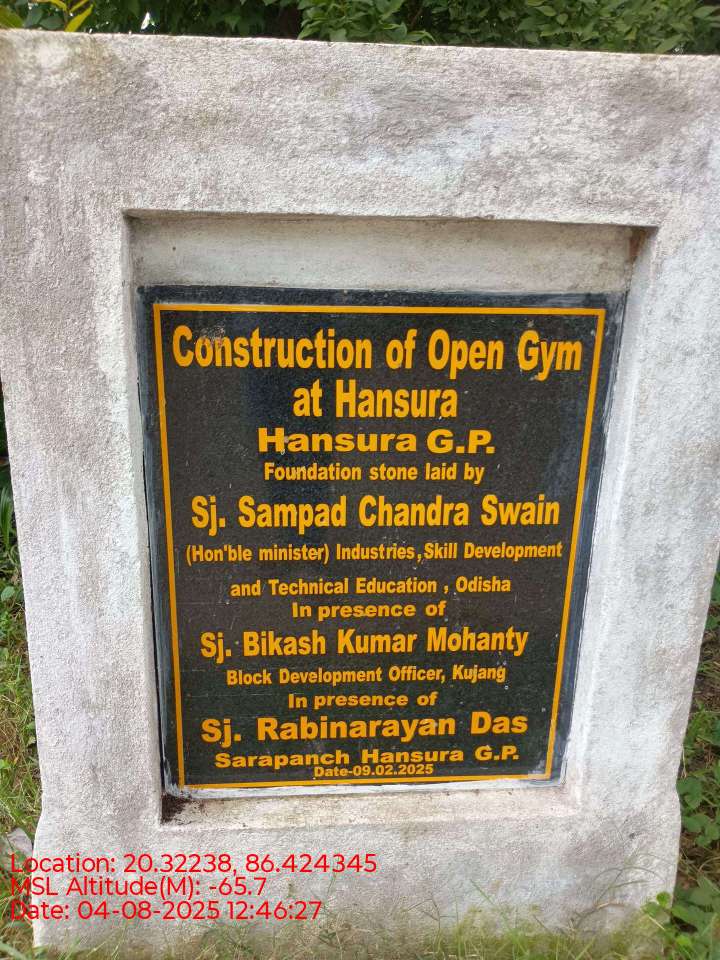 Construction of Open Gym
at Hansura
Hansura G.P.
Foundation stone laid by
Sj. Sampad Chandra Swain
(Hon'ble minister) Industries,Skill Development
and Technical Education , Odisha
In presence of
Sj. Bikash Kumar Mohanty
Block Development Officer, Kujang
In presence of
Sj. Rabinarayan Das
Sarapanch Hansura G.P.
Date-09.02.2025
Location: 20.32238, 86.424345
MSL Altitude(M): -65.7
Date: 04-08-2025 12:46:27